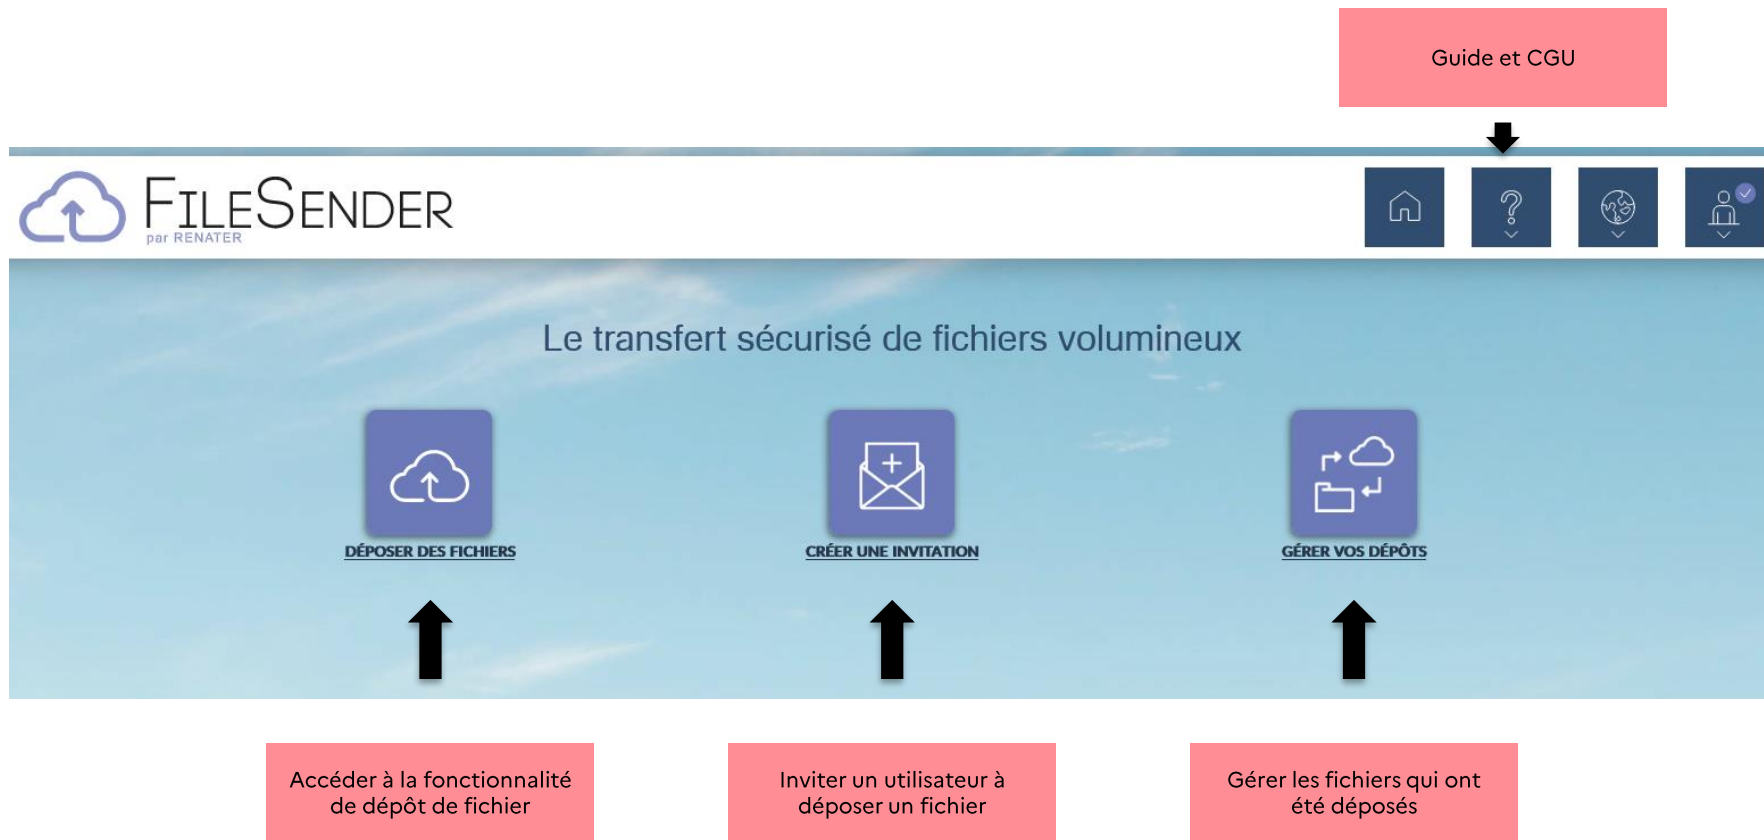 Guide et CGU
FILESENDER
par RENATER
Le transfert sécurisé de fichiers volumineux
DÉPOSER DES FICHIERS
CRÉER UNE INVITATION
GÉRER VOS DÉPÔTS
Accéder à la fonctionnalité
de dépôt de fichier
Inviter un utilisateur à
déposer un fichier
Gérer les fichiers qui ont
été déposés